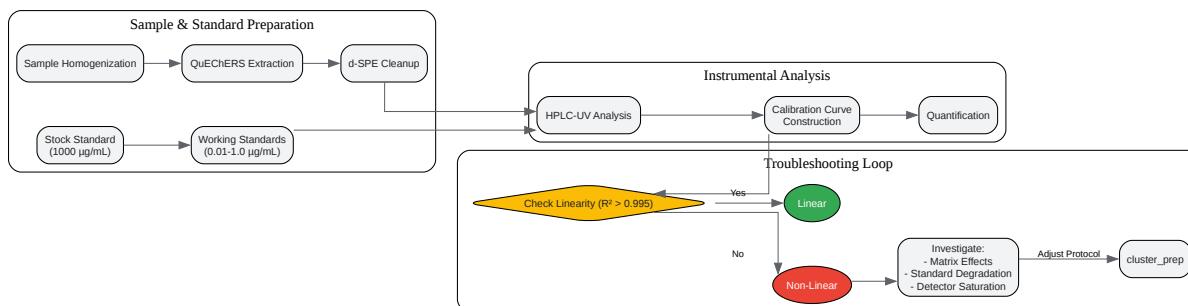 Sample & Standard Preparation
Sample Homogenization
QuEChERS Extraction
d-SPE Cleanup
Stock Standard
(1000 µg/mL)
Working Standards
(0.01-1.0 µg/mL)
Instrumental Analysis
HPLC-UV Analysis
Calibration Curve
Construction
Quantification
Troubleshooting Loop
Check Linearity (R² > 0.995)
Yes
Linear
No
Non-Linear
Investigate:
- Matrix Effects
- Standard Degradation
- Detector Saturation
Adjust Protocol
cluster_prep